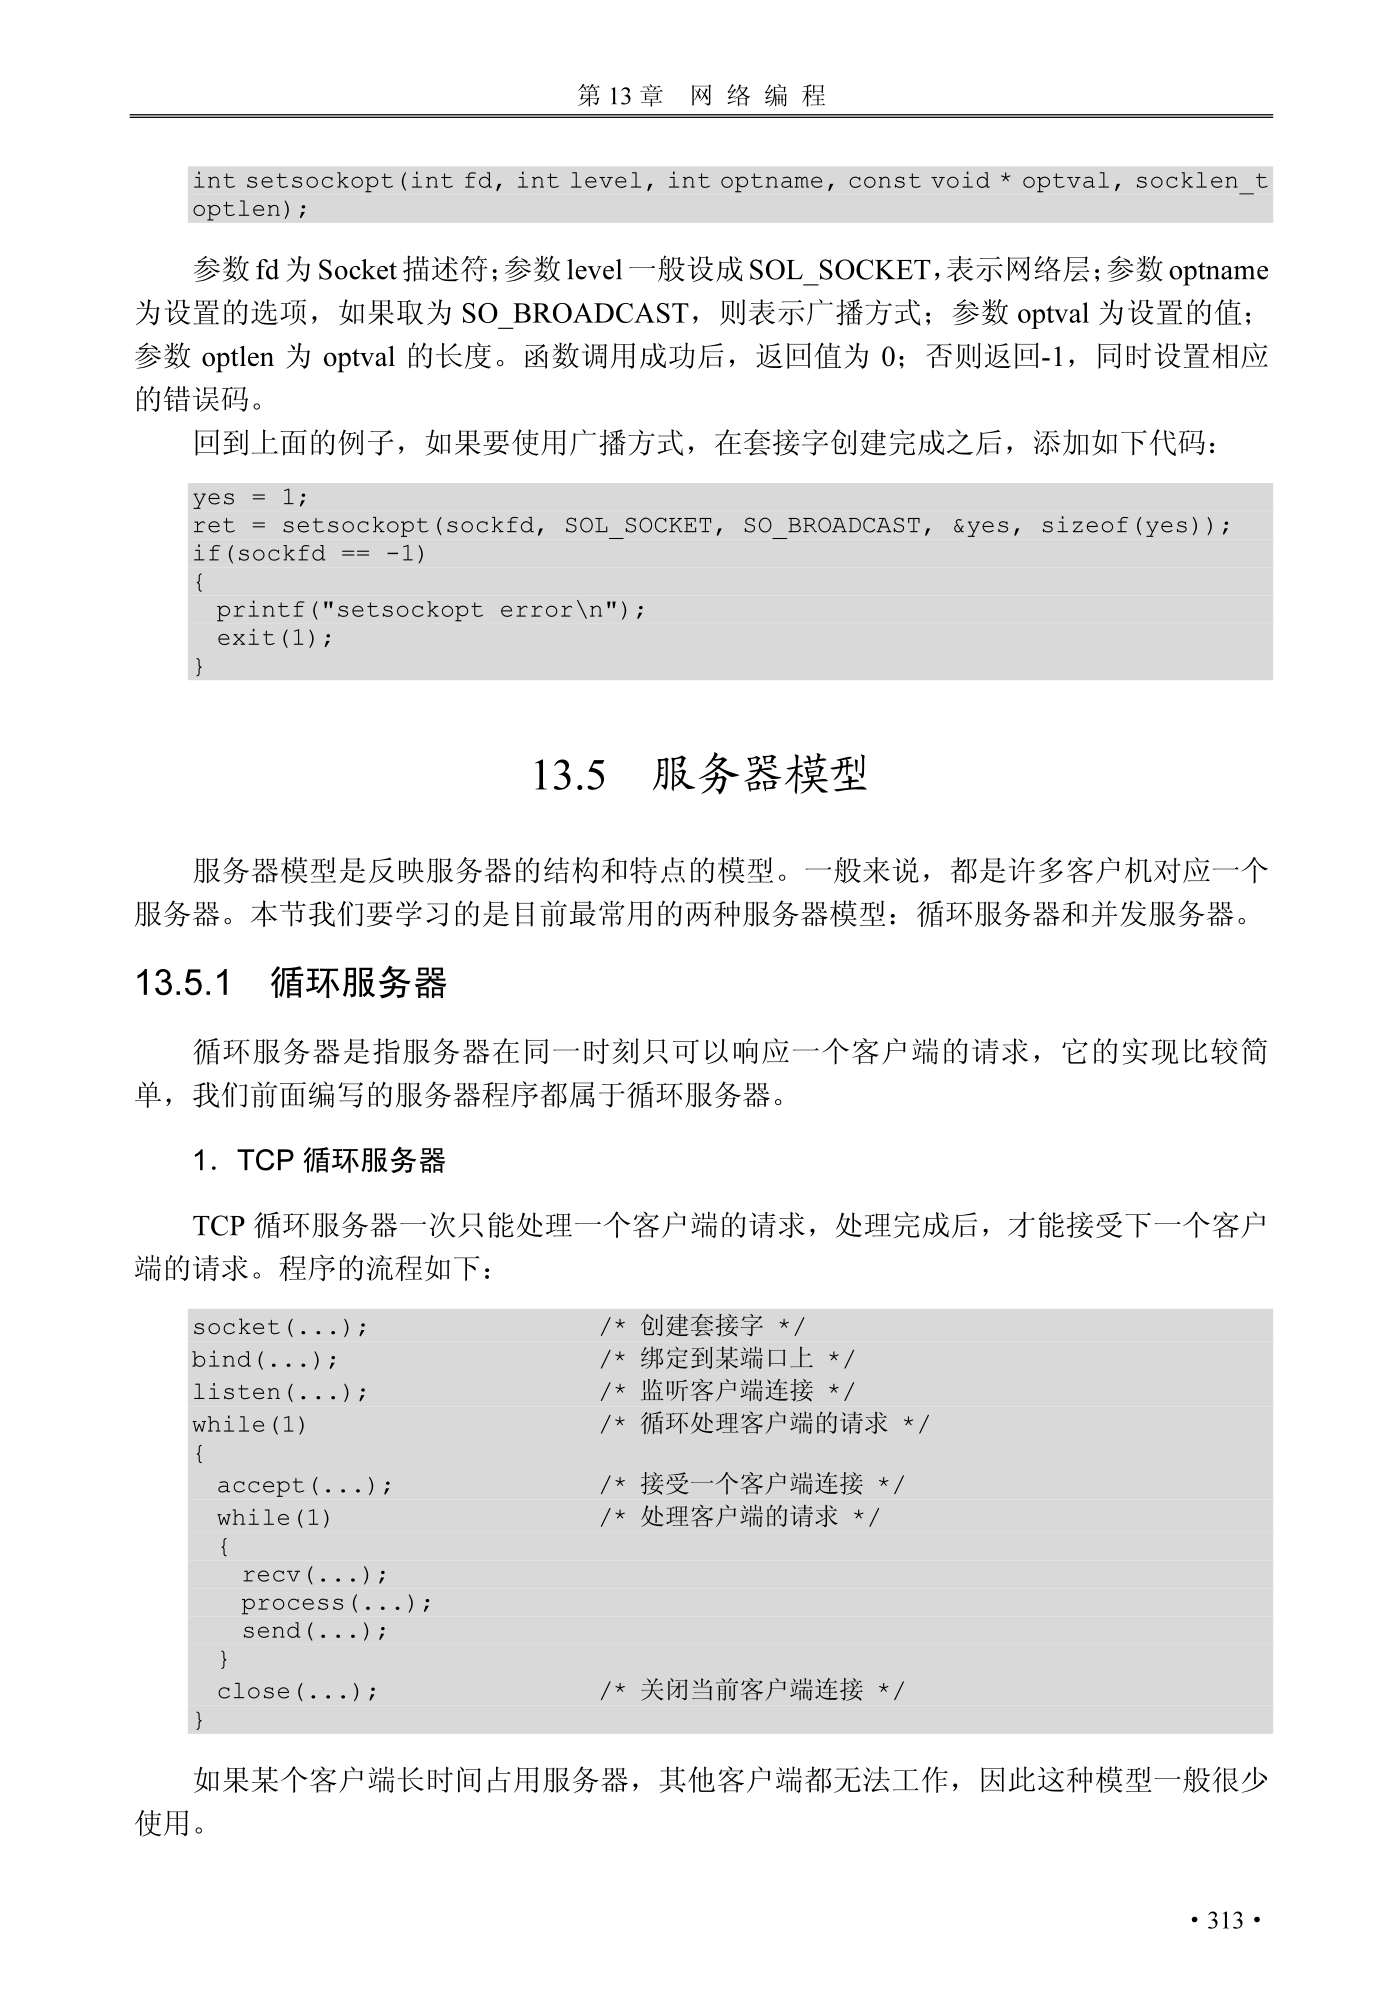 第 13 章　网 络 编 程
int setsockopt(int fd, int level, int optname, const void * optval, socklen_t
optlen);
参数 fd 为 Socket 描述符；参数 level 一般设成 SOL_SOCKET，表示网络层；参数 optname
为设置的选项，如果取为 SO_BROADCAST，则表示广播方式；参数 optval 为设置的值；
参数 optlen 为 optval 的长度。函数调用成功后，返回值为 0；否则返回-1，同时设置相应
的错误码。
回到上面的例子，如果要使用广播方式，在套接字创建完成之后，添加如下代码：
yes = 1;
ret = setsockopt(sockfd, SOL_SOCKET, SO_BROADCAST, &yes, sizeof(yes));
if(sockfd == -1)
{
  printf("setsockopt error\n");
  exit(1);
}
13.5　服务器模型
服务器模型是反映服务器的结构和特点的模型。一般来说，都是许多客户机对应一个
服务器。本节我们要学习的是目前最常用的两种服务器模型：循环服务器和并发服务器。
13.5.1　循环服务器
循环服务器是指服务器在同一时刻只可以响应一个客户端的请求，它的实现比较简
单，我们前面编写的服务器程序都属于循环服务器。
1．TCP 循环服务器
TCP 循环服务器一次只能处理一个客户端的请求，处理完成后，才能接受下一个客户
端的请求。程序的流程如下：
socket(...); /* 创建套接字 */
bind(...); /* 绑定到某端口上 */
listen(...); /* 监听客户端连接 */
while(1) /* 循环处理客户端的请求 */
{
  accept(...); /* 接受一个客户端连接 */
  while(1) /* 处理客户端的请求 */
  {
    recv(...);
    process(...);
    send(...);
  }
  close(...); /* 关闭当前客户端连接 */
}
如果某个客户端长时间占用服务器，其他客户端都无法工作，因此这种模型一般很少
使用。
• 313 •